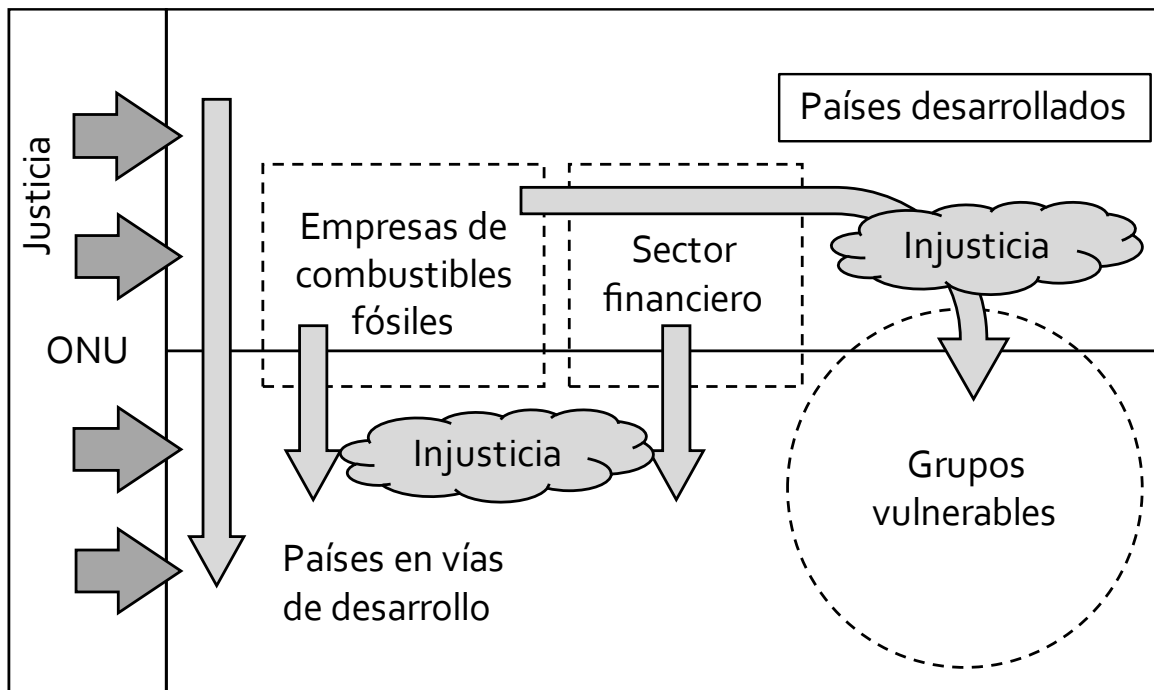 Justicia
ONU
Países desarrollados
Empresas de
combustibles
fósiles
Sector
financiero
Injusticia
Injusticia
Grupos
vulnerables
Países en vías
de desarrollo